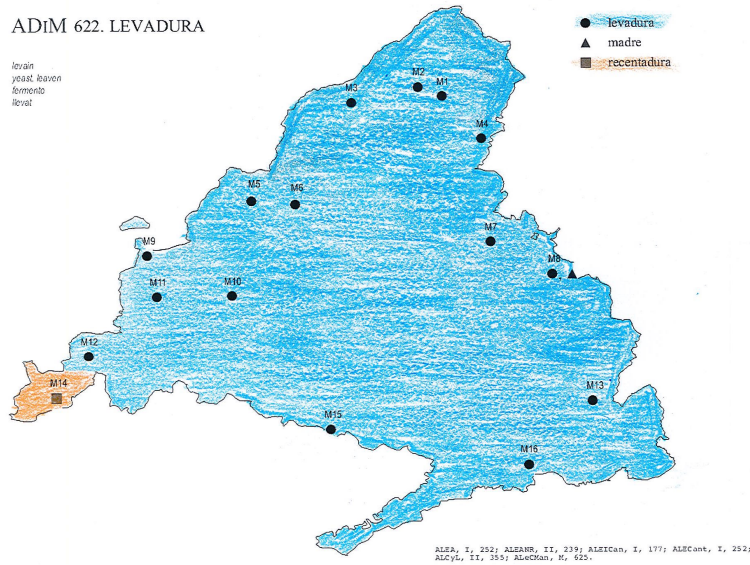 ADiM 622. LEVADURA
levain
yeast, leaven
fermento
llevat
levadura
madre
recentadura
M2
M1
M3
M4
M5
M6
M7
M9
M8
M11
M10
M12
M14
M13
M15
M16
ALEA, I, 252; ALEANR, II, 239; ALEICan, I, 177; ALECant, I, 252;
ALCyL, II, 355; ALeCMan, M, 625.